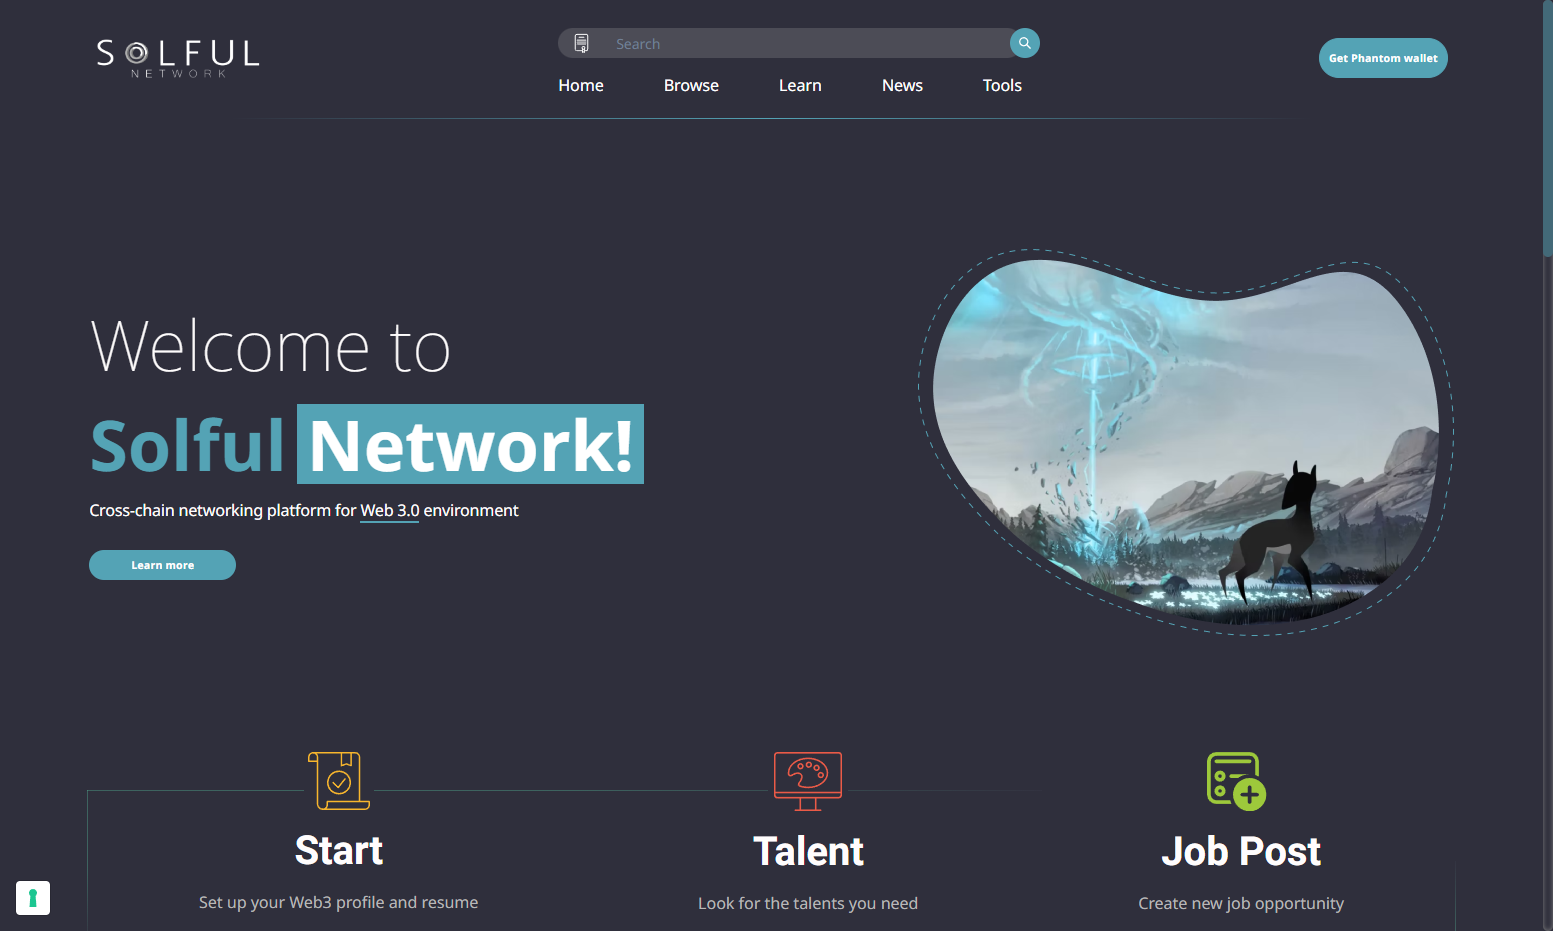 SOLFUL
NETWORK
Search
Get Phantom wallet
Home Browse Learn News Tools
Welcome to
Solful Network!
Cross-chain networking platform for Web 3.0 environment
Learn more
Start Talent Job Post
Set up your Web3 profile and resume Look for the talents you need Create new job opportunity